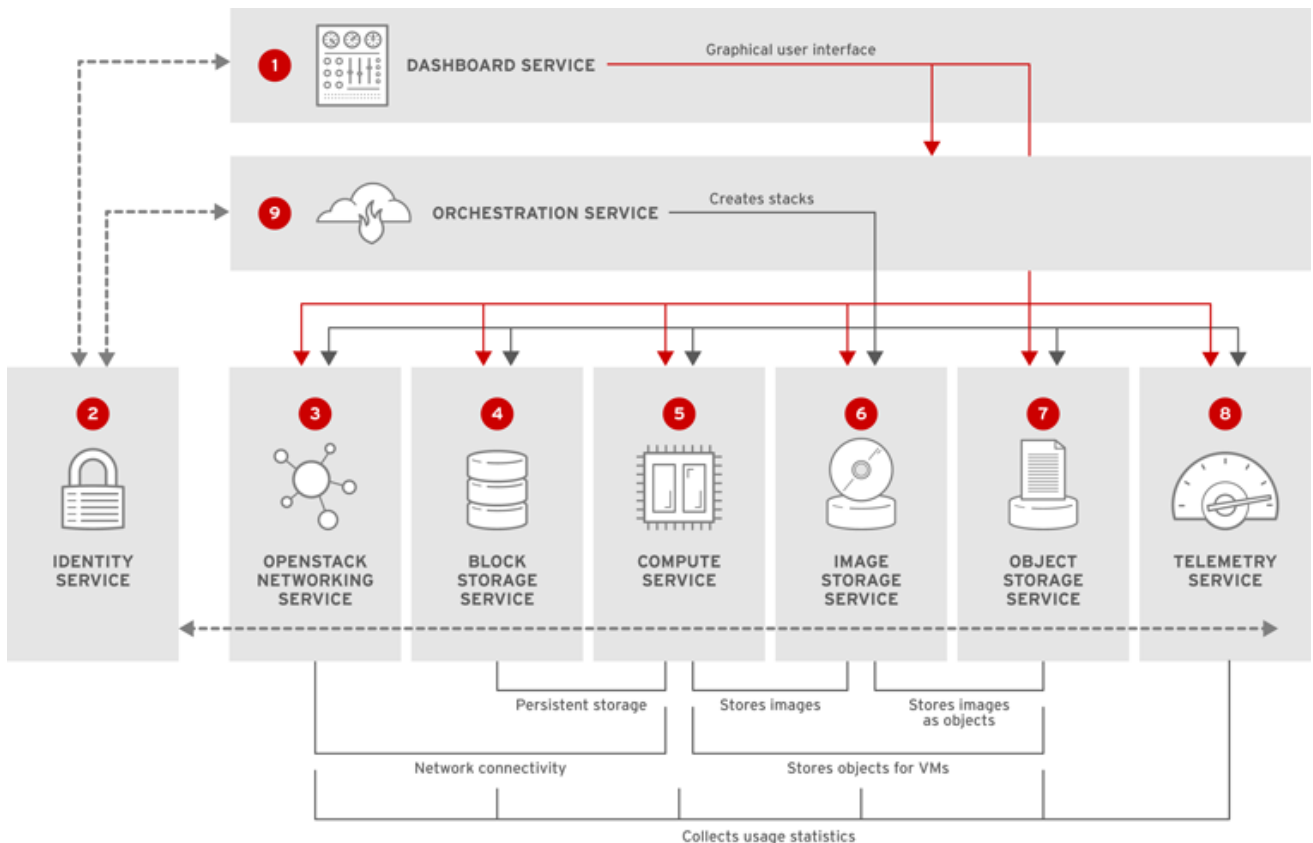 1
DASHBOARD SERVICE
Graphical user interface
9
ORCHESTRATION SERVICE
Creates stacks
2
IDENTITY
SERVICE
3
OPENSTACK
NETWORKING
SERVICE
4
BLOCK
STORAGE
SERVICE
5
COMPUTE
SERVICE
6
IMAGE
STORAGE
SERVICE
7
OBJECT
STORAGE
SERVICE
8
TELEMETRY
SERVICE
Persistent storage
Stores images
Stores images
as objects
Network connectivity
Stores objects for VMs
Collects usage statistics